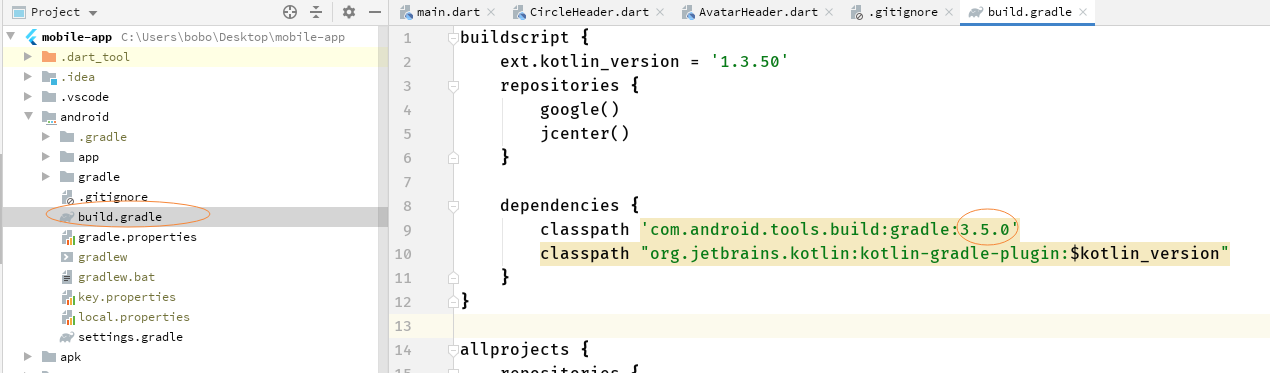 Project
mobile-app C:\Users\bobo\Desktop\mobile-app
.dart_tool
.idea
.vscode
android
.gradle
app
gradle
.gitignore
build.gradle
gradle.properties
gradlew
gradlew.bat
key.properties
local.properties
settings.gradle
apk
main.dart CircleHeader.dart AvatarHeader.dart .gitignore build.gradle
1 buildscript {
2 ext.kotlin_version = '1.3.50'
3 repositories {
4 google()
5 jcenter()
6 }
7
8 dependencies {
9 classpath 'com.android.tools.build:gradle:3.5.0'
10 classpath "org.jetbrains.kotlin:kotlin-gradle-plugin:$kotlin_version"
11 }
12 }
13
14 allprojects {
15 repositories {